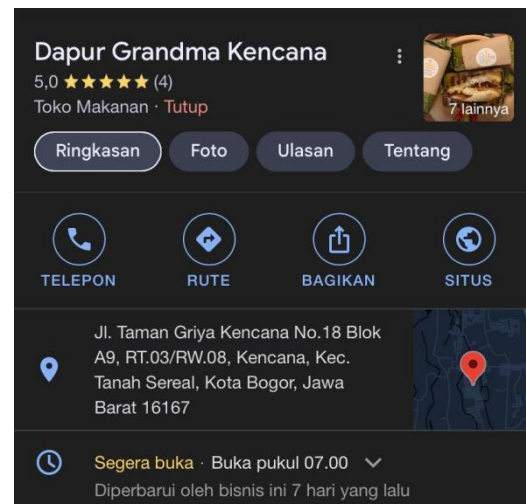 Dapur Grandma Kencana
5,0 ★★★★★ (4)
Toko Makanan · Tutup
7 lainnya
Ringkasan Foto Ulasan Tentang
TELEPON RUTE BAGIKAN SITUS
Jl. Taman Griya Kencana No.18 Blok
A9, RT.03/RW.08, Kencana, Kec.
Tanah Sereal, Kota Bogor, Jawa
Barat 16167
Segera buka · Buka pukul 07.00
Diperbarui oleh bisnis ini 7 hari yang lalu